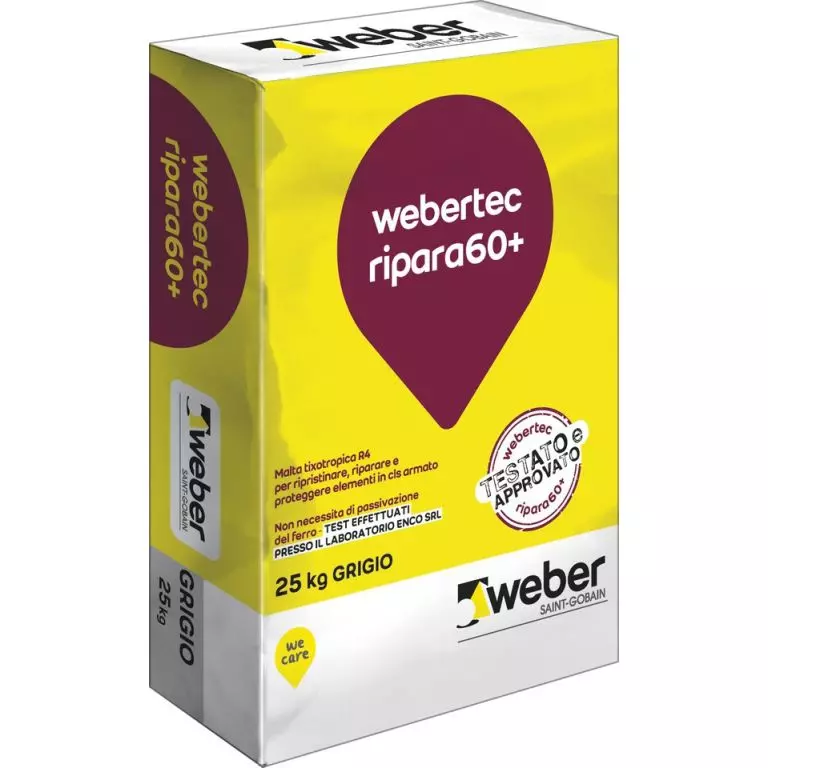 weber
SAINT-GOBAIN
webertec
ripara60+
webertec
ripara60+
Malta tixotropica R4
per ripristinare, riparare e
proteggere elementi in cls armato
Non necessita di passivazione
del ferro - TEST EFFETTUATI
PRESSO IL LABORATORIO ENCO SRL
25 kg GRIGIO
webertec
TESTATO e
APPROVATO
ripara60+
weber
SAINT-GOBAIN
weber
SAINT-GOBAIN
GRIGIO
25 kg
we
care